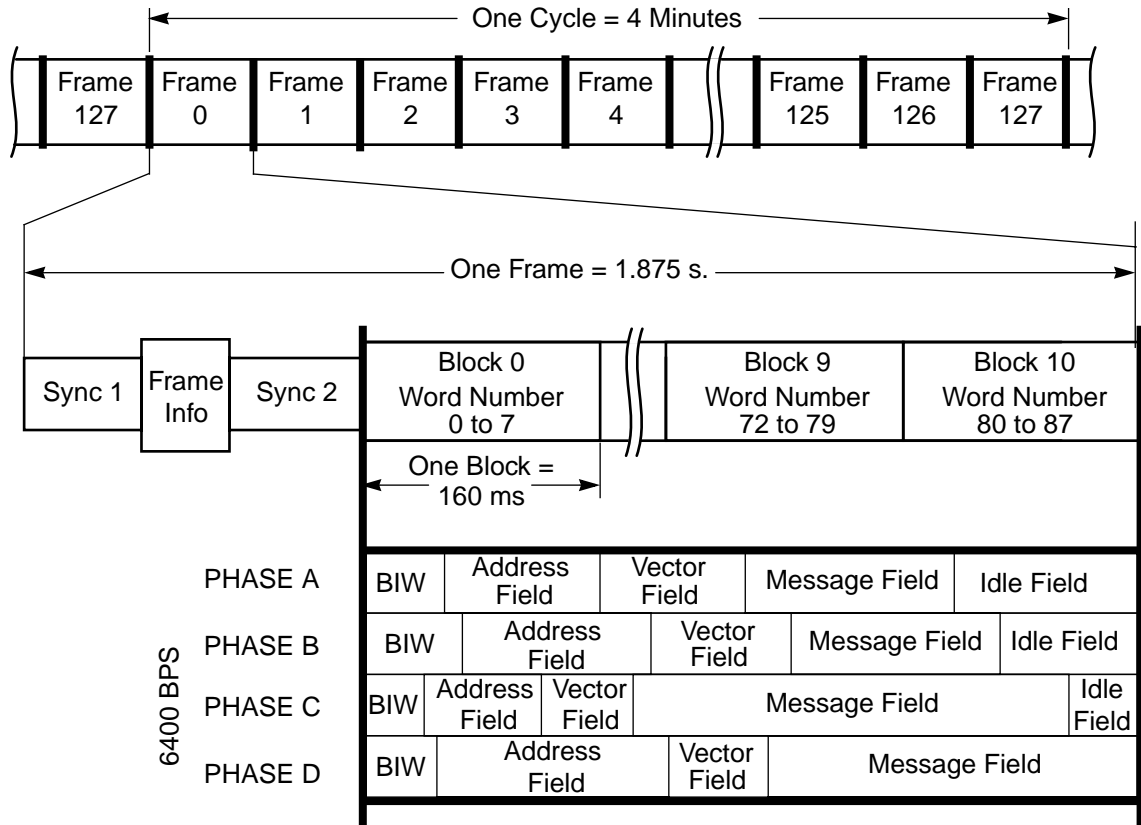 One Cycle = 4 Minutes
Frame 127
Frame 0
Frame 1
Frame 2
Frame 3
Frame 4
Frame 125
Frame 126
Frame 127
One Frame = 1.875 s.
Sync 1
Frame Info
Sync 2
Block 0
Word Number
0 to 7
Block 9
Word Number
72 to 79
Block 10
Word Number
80 to 87
One Block =
160 ms
6400 BPS
PHASE A
BIW
Address
Field
Vector
Field
Message Field
Idle Field
PHASE B
BIW
Address
Field
Vector
Field
Message Field
Idle Field
PHASE C
BIW
Address
Field
Vector
Field
Message Field
Idle
Field
PHASE D
BIW
Address
Field
Vector
Field
Message Field